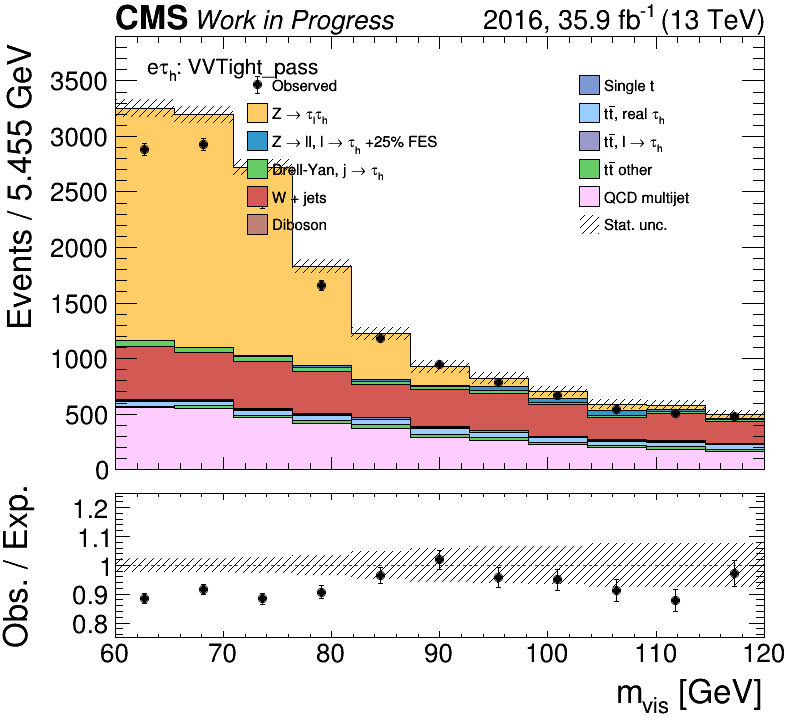 CMS Work in Progress 2016, 35.9 fb⁻¹ (13 TeV)
Events / 5.455 GeV
3500
3000
2500
2000
1500
1000
500
0
eτh: VVTight_pass
Observed
Z → τlτh
Z → ll, l → τh +25% FES
Drell-Yan, j → τh
W + jets
Diboson
Single t
tt̄, real τh
tt̄, l → τh
tt̄ other
QCD multijet
Stat. unc.
Obs. / Exp.
1.2
1.1
1
0.9
0.8
60 70 80 90 100 110 120
mvis [GeV]